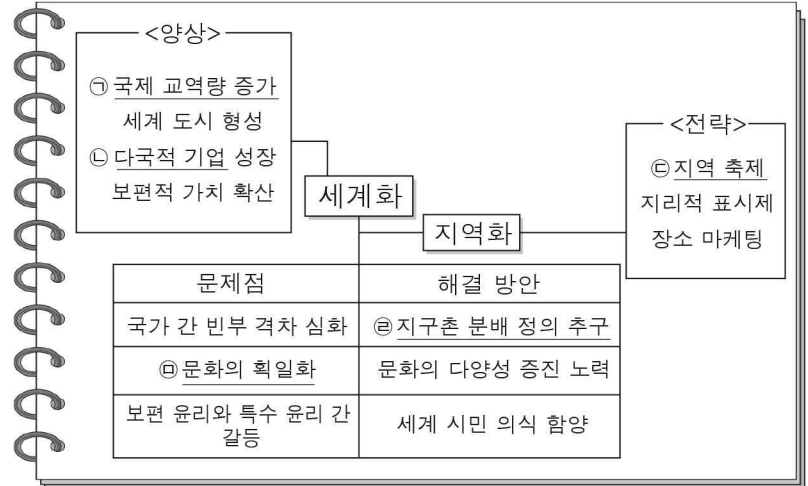 <양상>
㉠ 국제 교역량 증가
세계 도시 형성
㉡ 다국적 기업 성장
보편적 가치 확산
<전략>
㉢ 지역 축제
지리적 표시제
장소 마케팅
세계화
지역화
문제점 해결 방안
국가 간 빈부 격차 심화 ㉣ 지구촌 분배 정의 추구
㉤ 문화의 획일화 문화의 다양성 증진 노력
보편 윤리와 특수 윤리 간
갈등
세계 시민 의식 함양